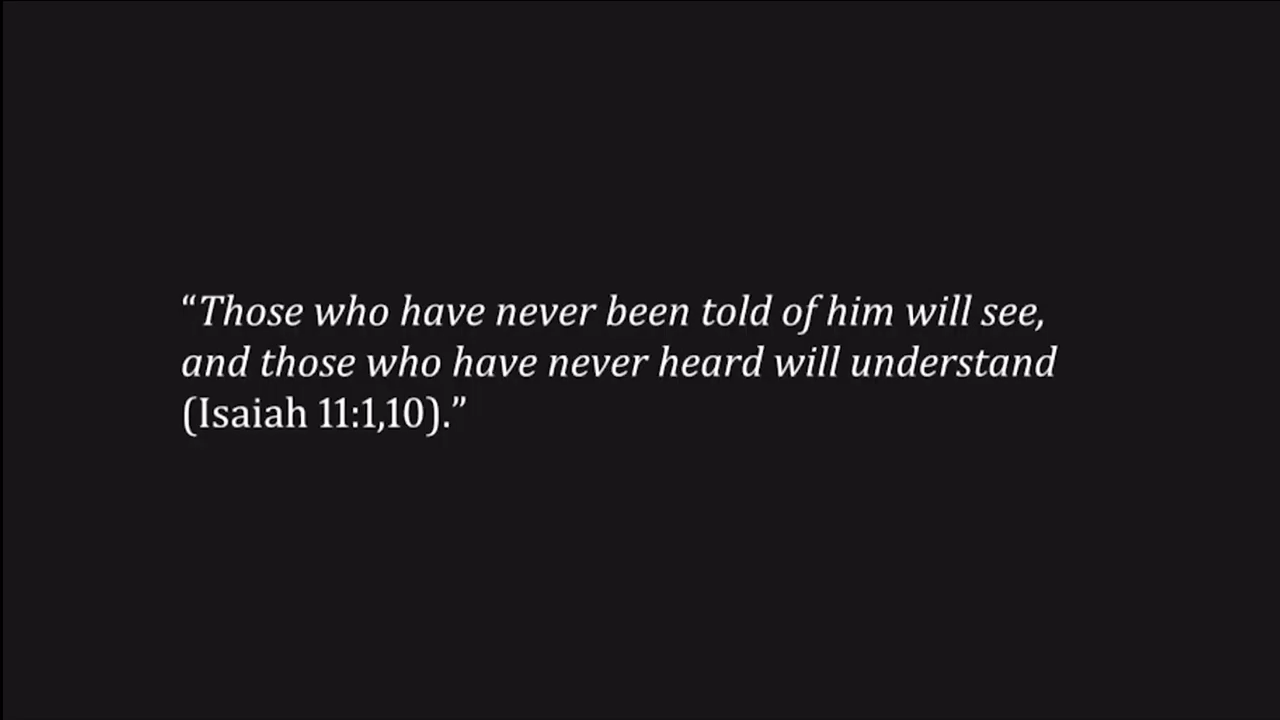 “Those who have never been told of him will see,
and those who have never heard will understand
(Isaiah 11:1,10).”